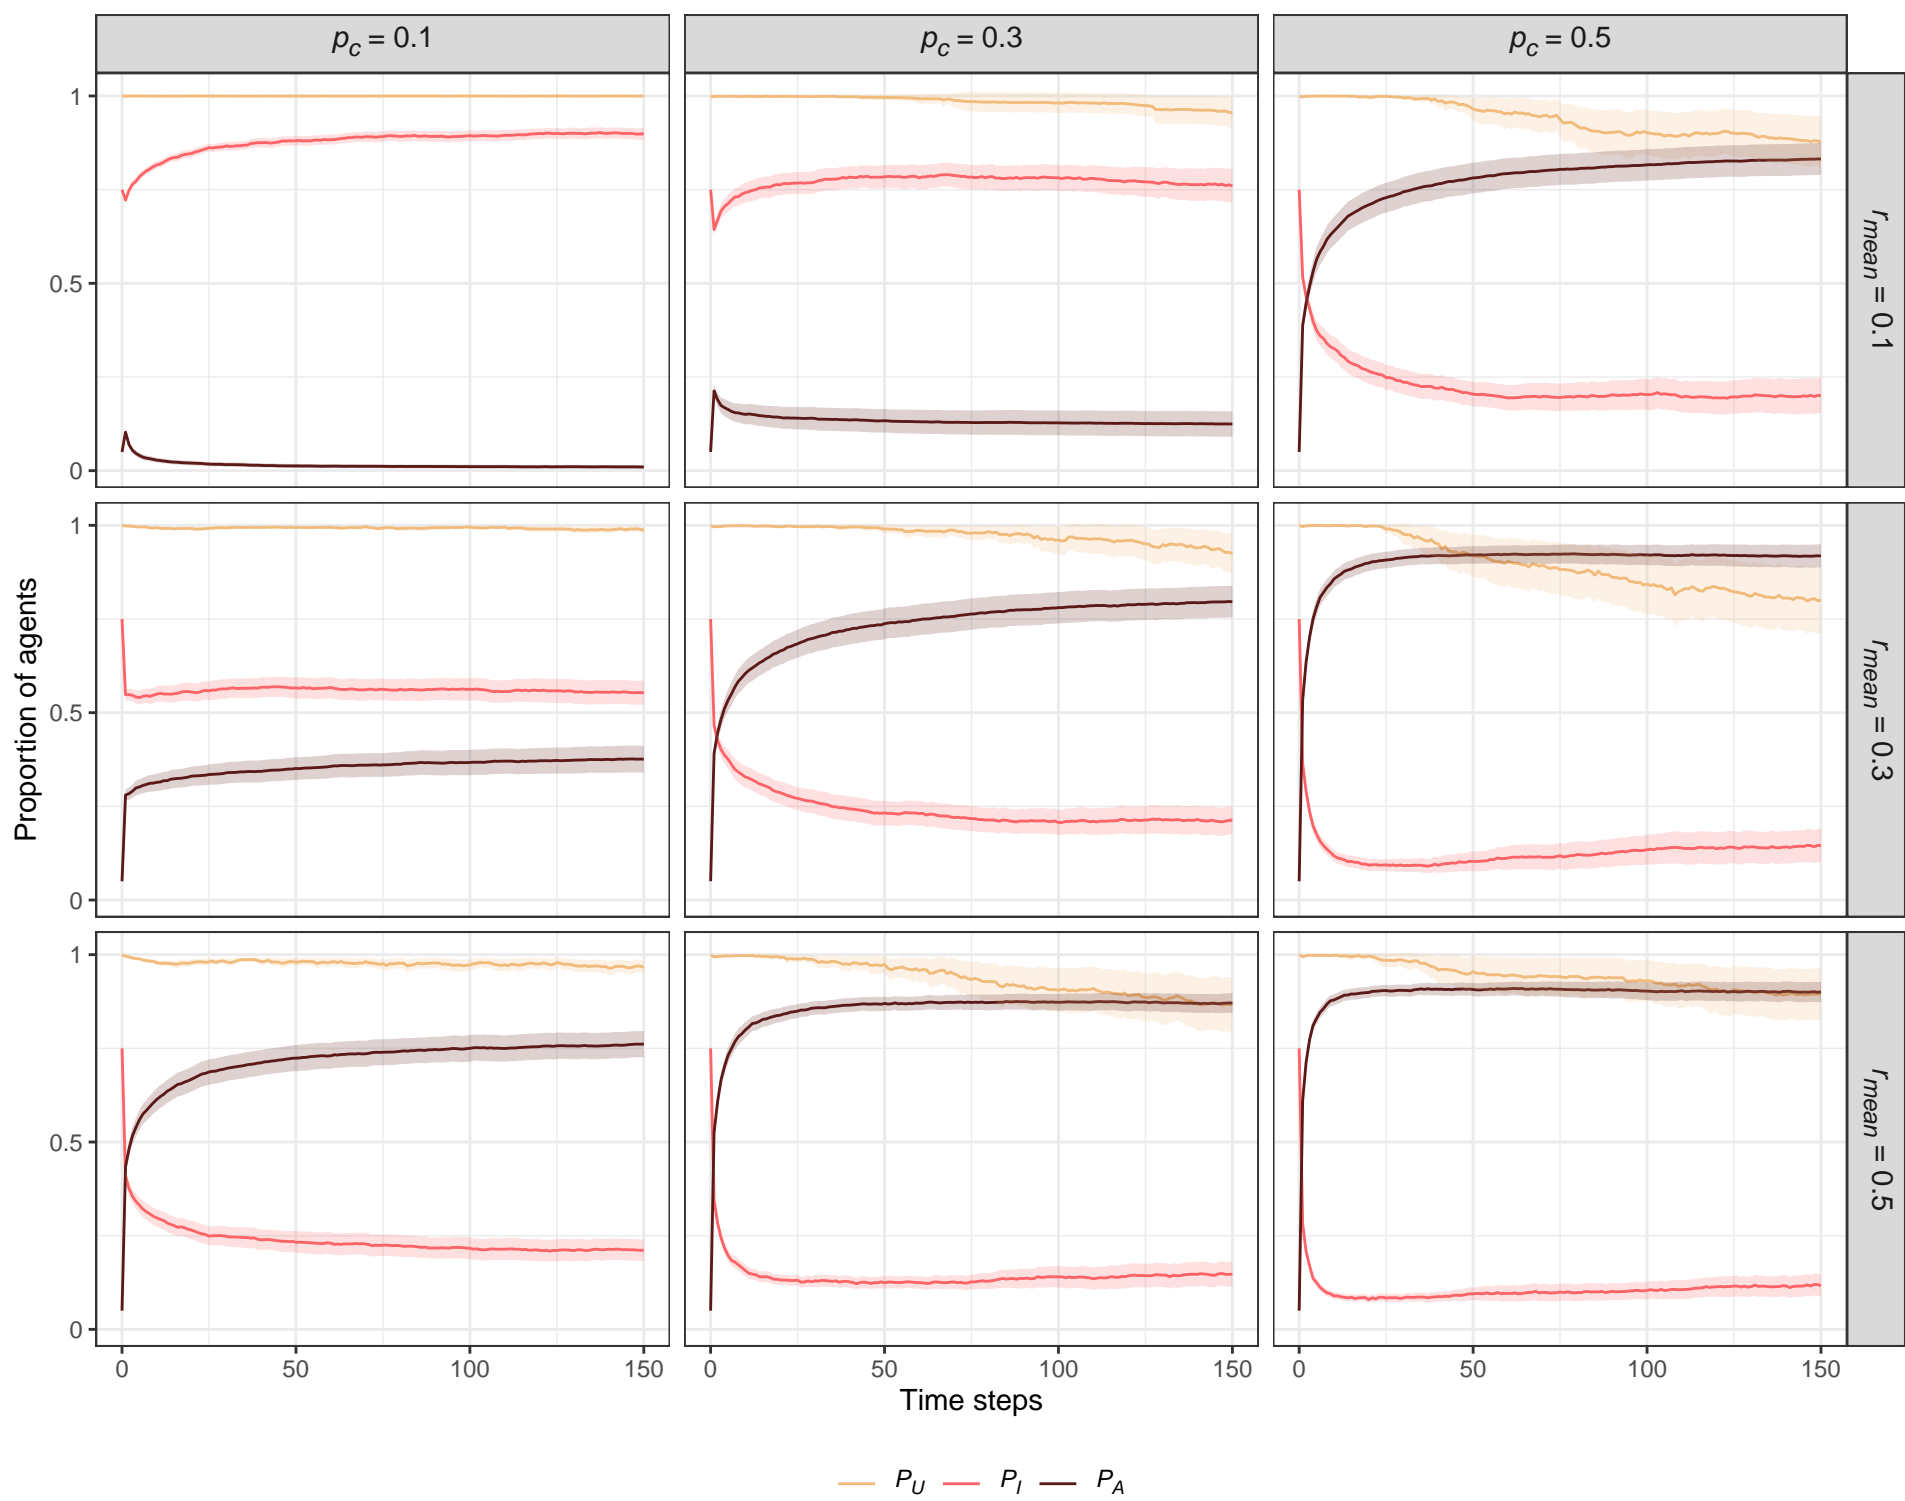 p_c = 0.1
p_c = 0.3
p_c = 0.5
1
0.5
0
r_mean = 0.1
1
0.5
0
r_mean = 0.3
1
0.5
0
r_mean = 0.5
Proportion of agents
0 50 100 150
0 50 100 150
0 50 100 150
Time steps
P_U P_I P_A